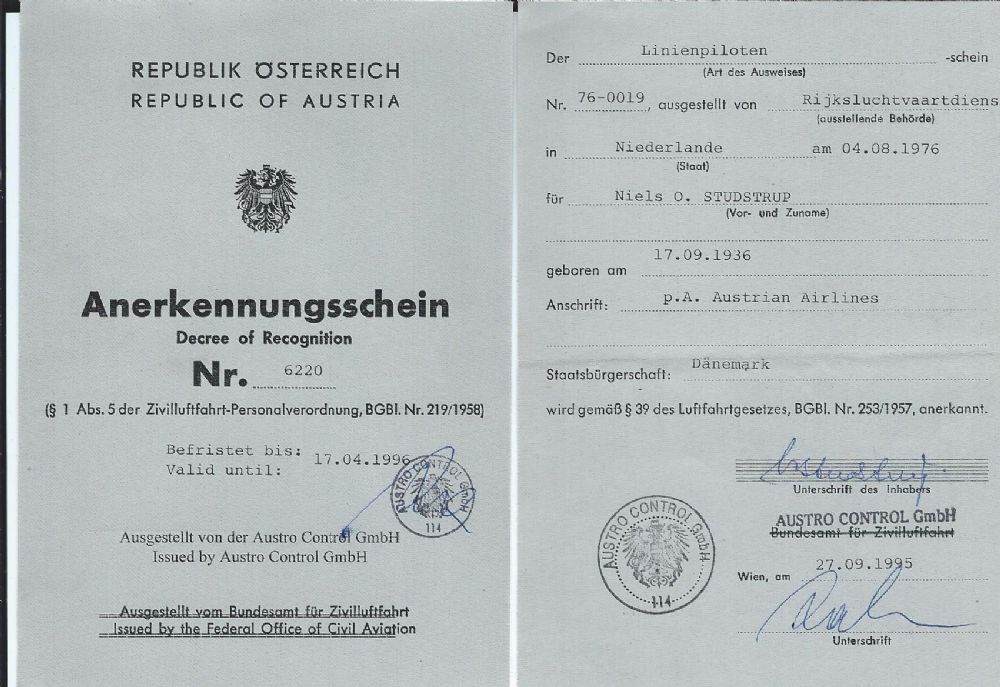 REPUBLIK ÖSTERREICH
REPUBLIC OF AUSTRIA
Anerkennungsschein
Decree of Recognition
Nr. 6220
(§ 1 Abs. 5 der Zivilluftfahrt-Personalverordnung, BGBl. Nr. 219/1958)
Befristet bis:
Valid until: 17.04.1996
AUSTRO CONTROL GmbH
114
Ausgestellt von der Austro Control GmbH
Issued by Austro Control GmbH
Ausgestellt vom Bundesamt für Zivilluftfahrt
Issued by the Federal Office of Civil Aviation
Der Linienpiloten -schein
(Art des Ausweises)
Nr. 76-0019, ausgestellt von Rijksluchtvaartdiens
(ausstellende Behörde)
in Niederlande am 04.08.1976
(Staat)
für Niels O. STUDSTRUP
(Vor- und Zuname)
geboren am 17.09.1936
Anschrift: p.A. Austrian Airlines
Staatsbürgerschaft: Dänemark
wird gemäß § 39 des Luftfahrtgesetzes, BGBl. Nr. 253/1957, anerkannt.
Unterschrift des Inhabers
AUSTRO CONTROL GmbH
Bundesamt für Zivilluftfahrt
AUSTRO CONTROL GmbH
114
Wien, am 27.09.1995
Unterschrift